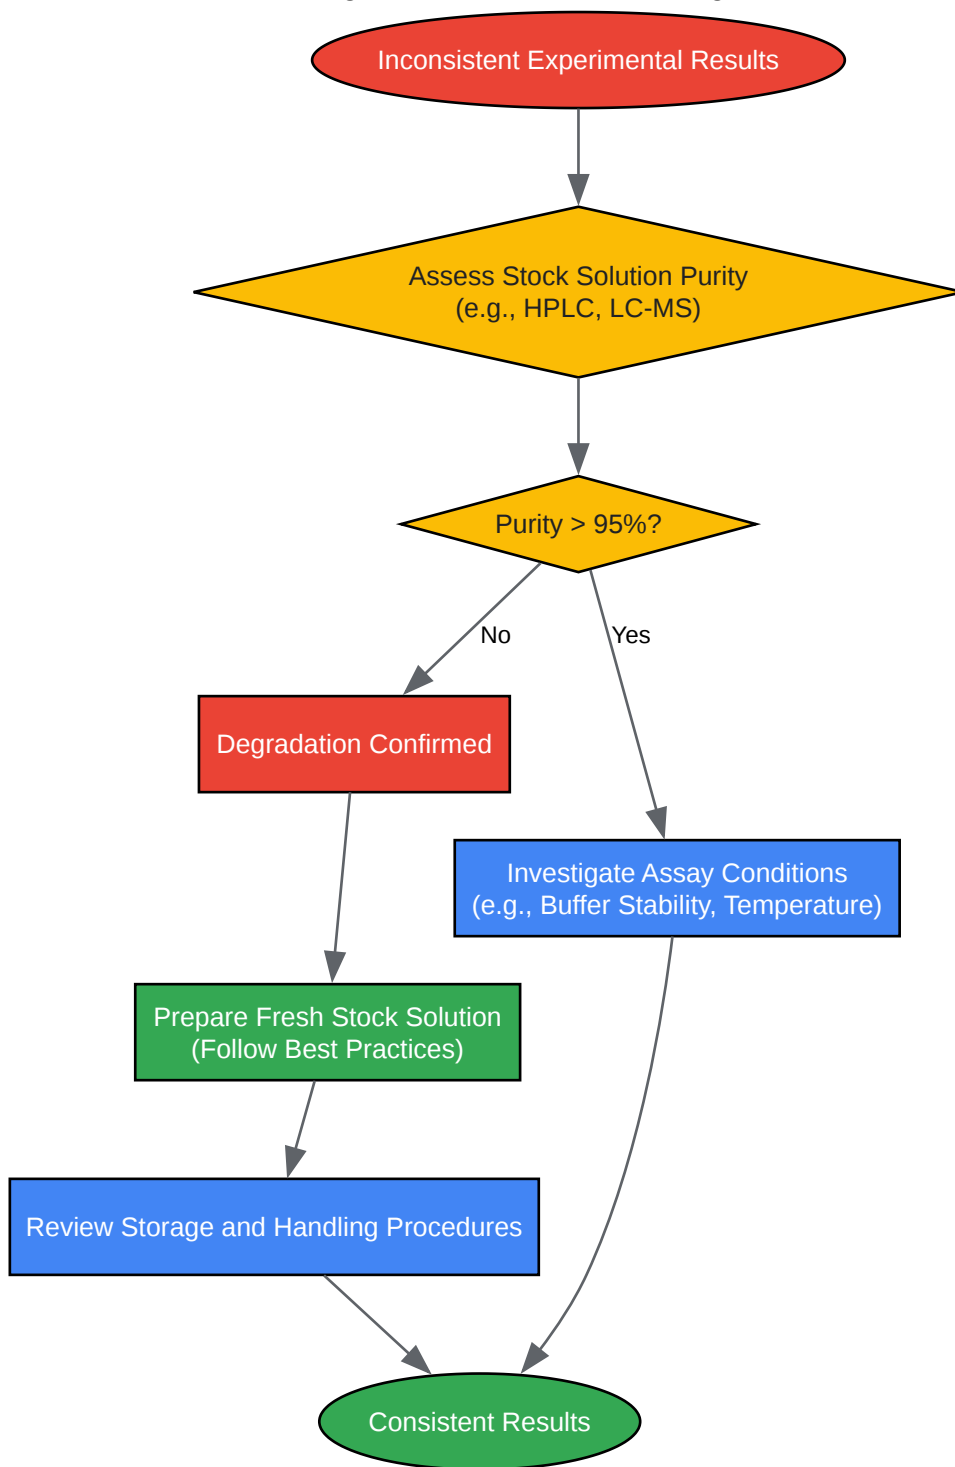 Inconsistent Experimental Results
Assess Stock Solution Purity
(e.g., HPLC, LC-MS)
Purity > 95%?
No
Yes
Degradation Confirmed
Investigate Assay Conditions
(e.g., Buffer Stability, Temperature)
Prepare Fresh Stock Solution
(Follow Best Practices)
Review Storage and Handling Procedures
Consistent Results